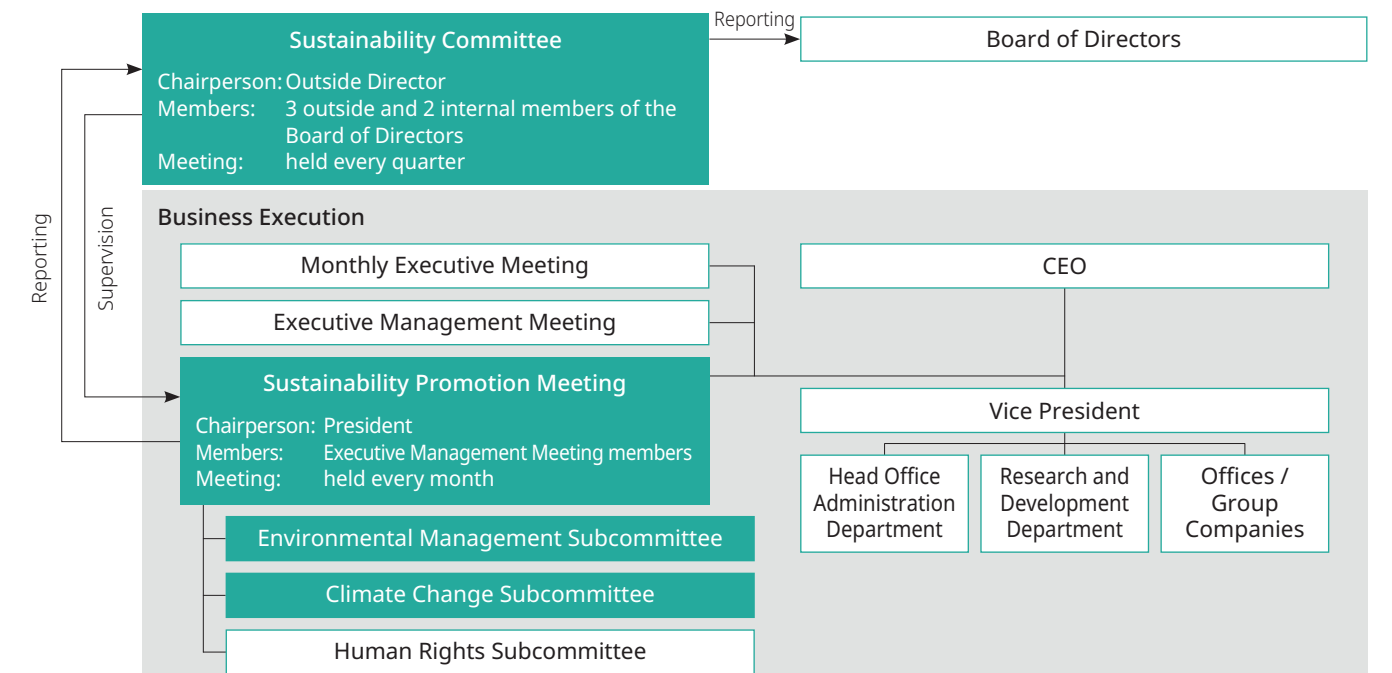 Sustainability Committee
Chairperson: Outside Director
Members: 3 outside and 2 internal members of the
Board of Directors
Meeting: held every quarter
Reporting
Board of Directors
Reporting
Supervision
Business Execution
Monthly Executive Meeting
Executive Management Meeting
Sustainability Promotion Meeting
Chairperson: President
Members: Executive Management Meeting members
Meeting: held every month
Environmental Management Subcommittee
Climate Change Subcommittee
Human Rights Subcommittee
CEO
Vice President
Head Office
Administration
Department
Research and
Development
Department
Offices /
Group
Companies